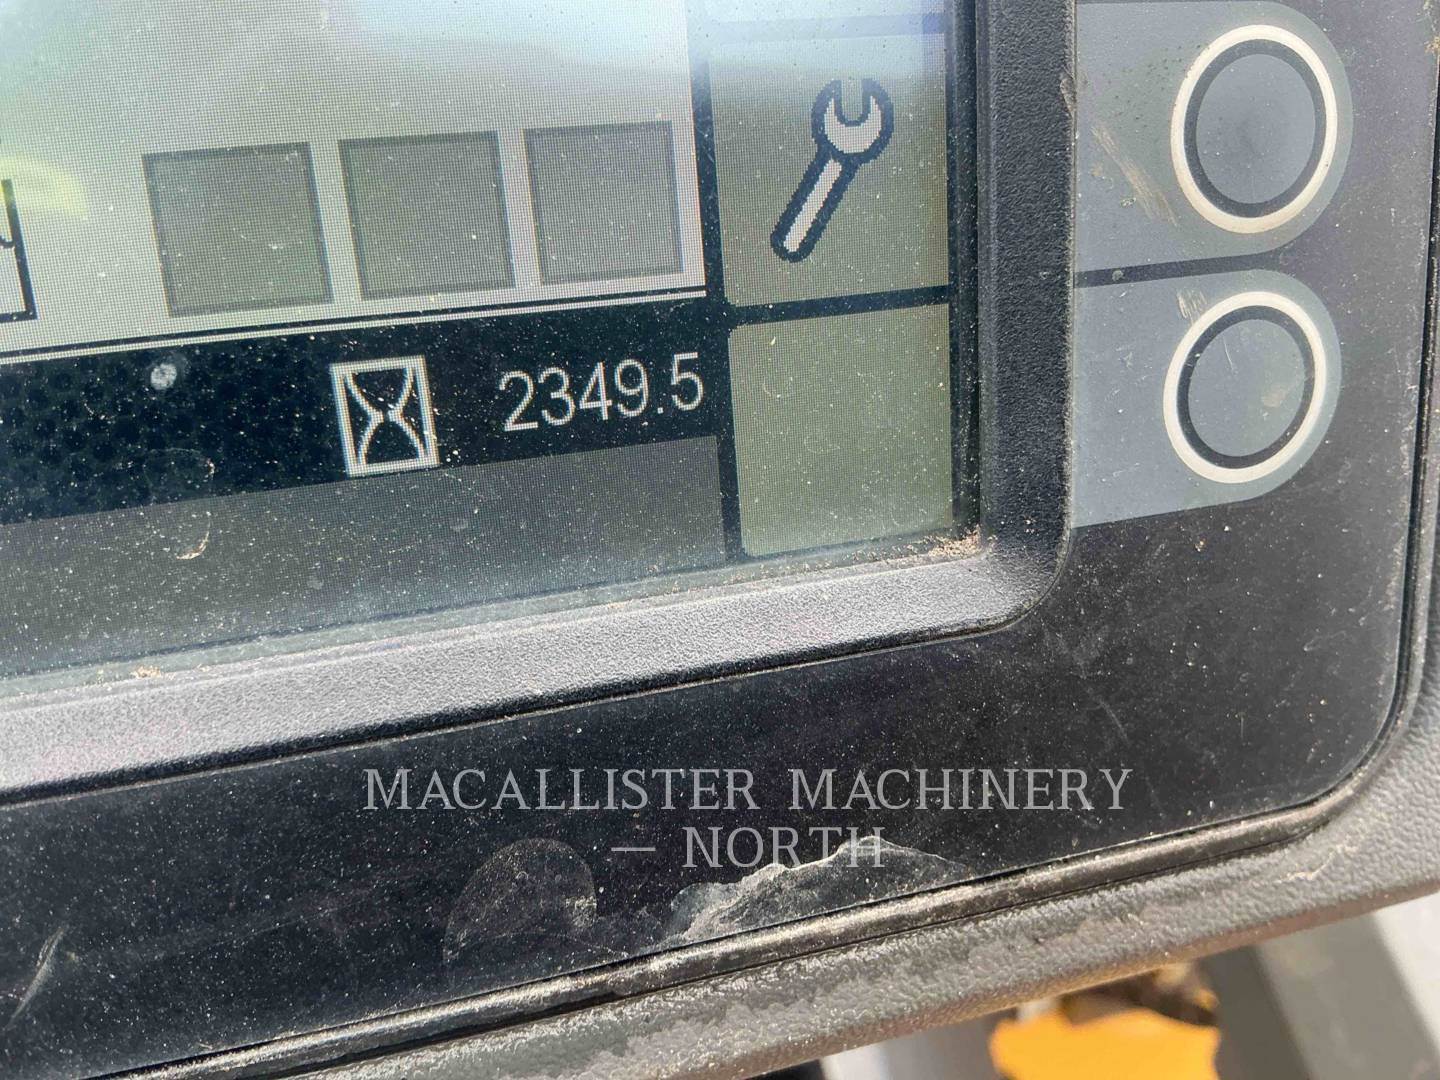 2349.5
MACALLISTER MACHINERY
— NORTH